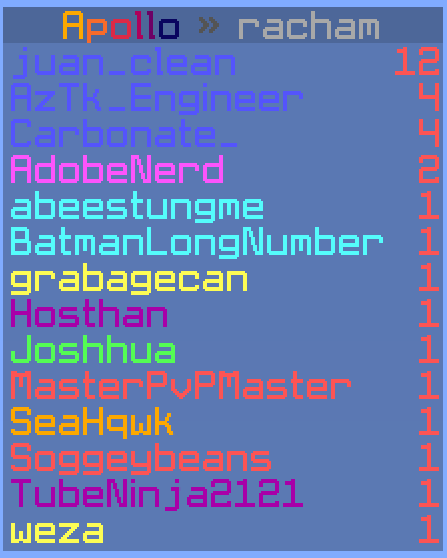 Apollo » racham
juan_clean 12
AzTk_Engineer 4
Carbonate_ 4
AdobeNerd 2
abeestungme 1
BatmanLongNumber 1
grabagecan 1
Hosthan 1
Joshhua 1
MasterPvPMaster 1
SeaHqwk 1
Soggeybeans 1
TubeNinja2121 1
weza 1